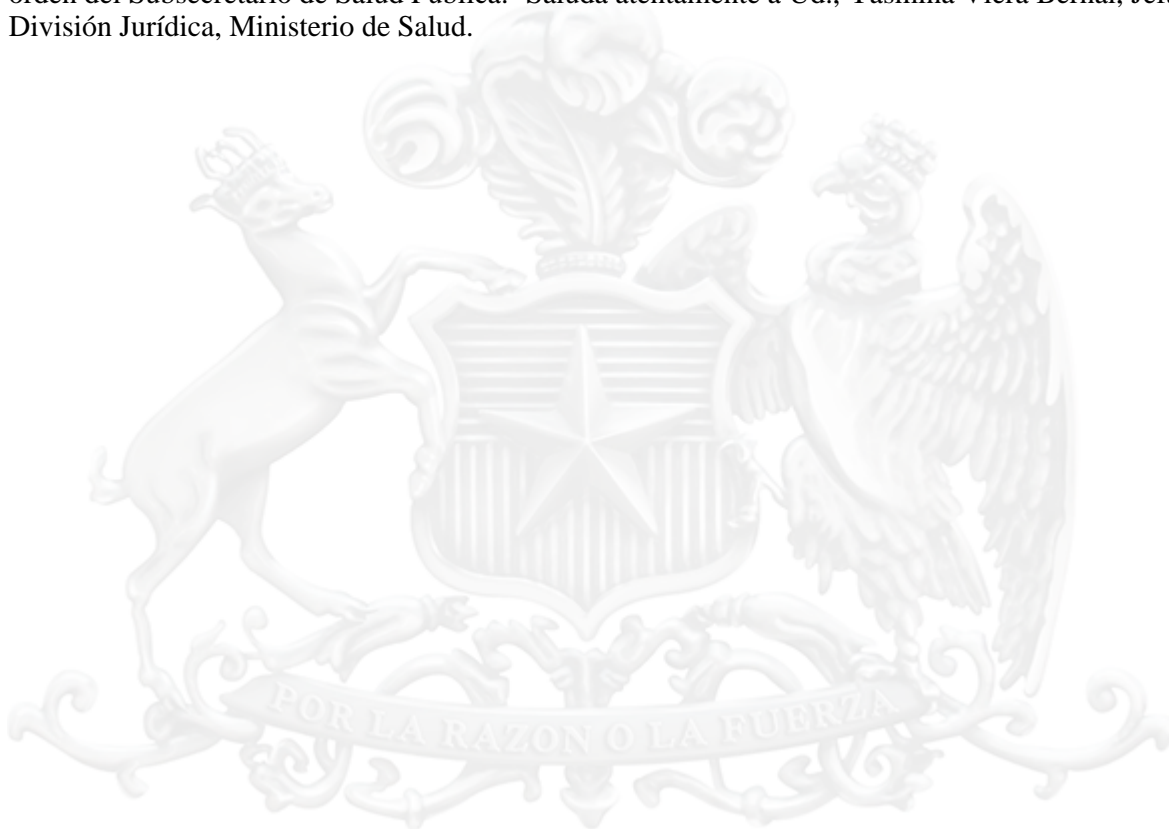 orden del Subsecretario de Salud Pública.- Saluda atentamente a Ud., Yasmina Viera Bernal,
División Jurídica, Ministerio de Salud.
POR LA RAZON O LA FUERZA